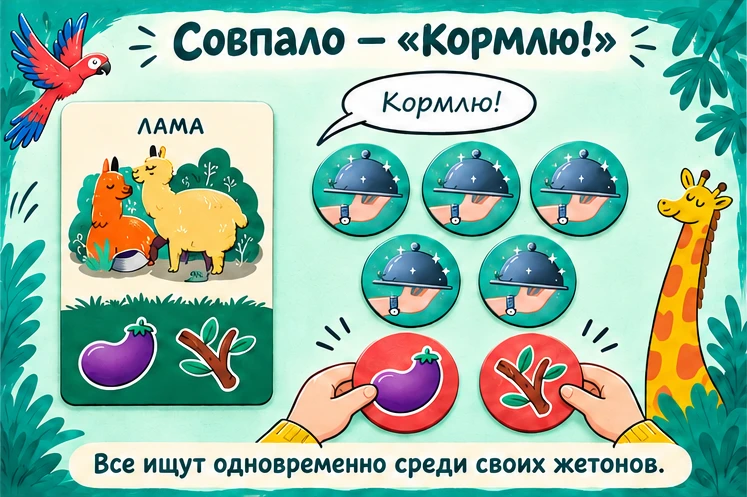 Совпало – «Кормлю!»
Кормлю!
ЛАМА
Все ищут одновременно среди своих жетонов.